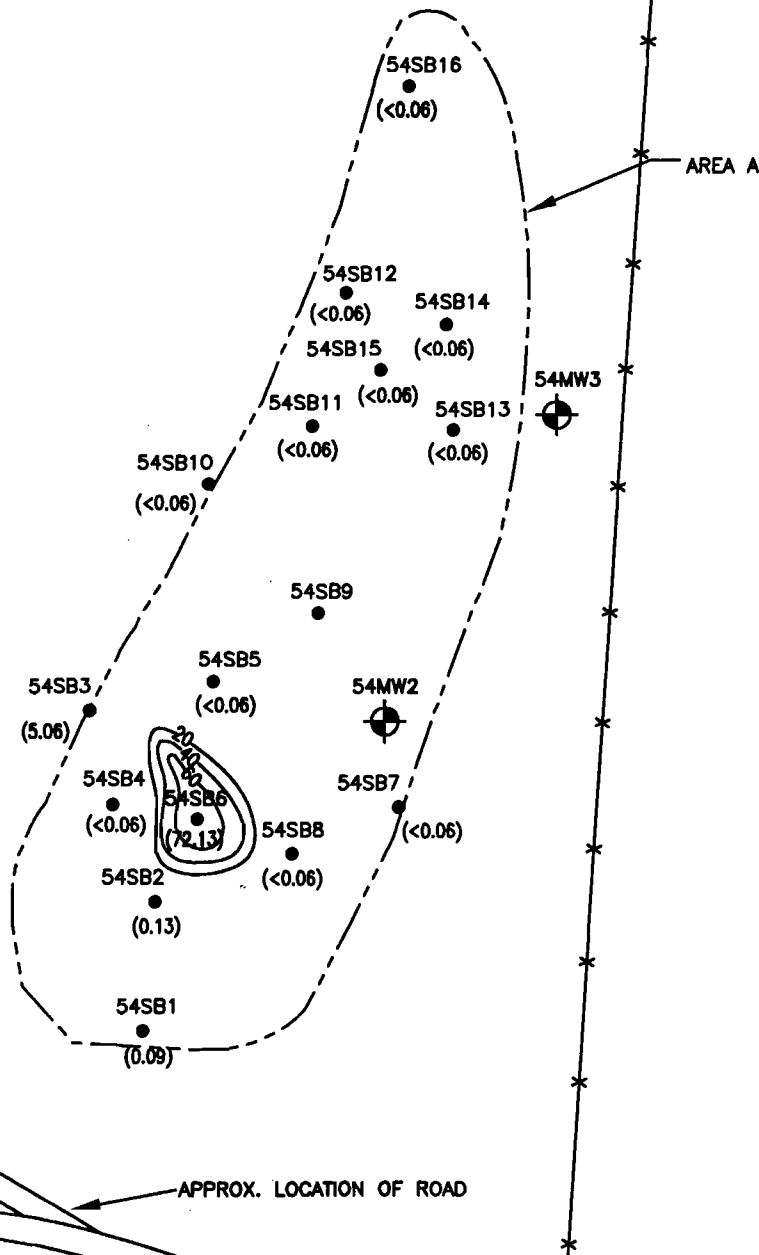 54SB16
(<0.06)
AREA A
54SB12
(<0.06)
54SB14
(<0.06)
54SB15
(<0.06)
54MW3
54SB11
(<0.06)
54SB13
(<0.06)
54SB10
(<0.06)
54SB9
54SB5
(<0.06)
54SB3
(5.06)
54MW2
20
40
60
54SB4
(<0.06)
54SB6
(72.13)
54SB7
(<0.06)
54SB8
(<0.06)
54SB2
(0.13)
54SB1
(0.09)
APPROX. LOCATION OF ROAD